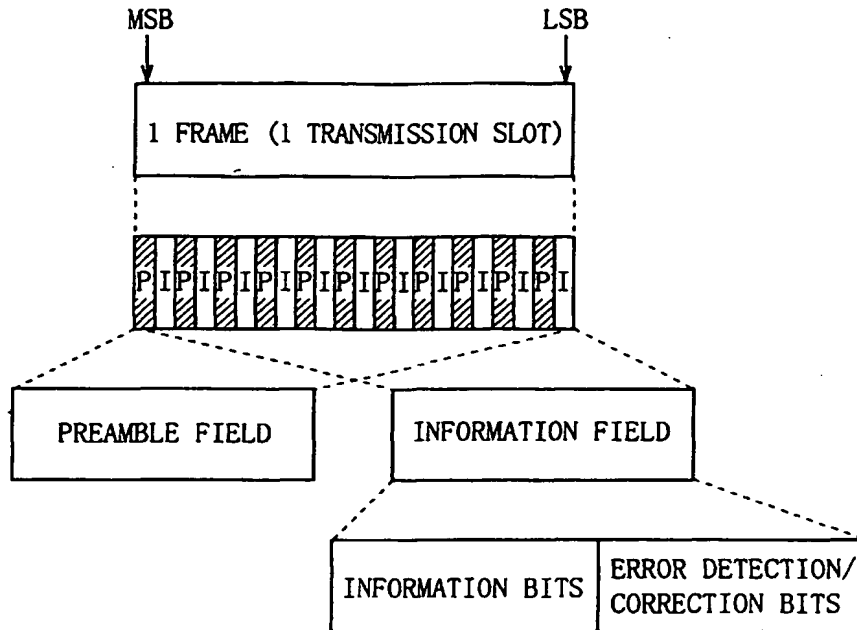 MSB LSB
1 FRAME (1 TRANSMISSION SLOT)
P I P I P I P I P I P I P I P I P I P I P I
PREAMBLE FIELD INFORMATION FIELD
INFORMATION BITS
ERROR DETECTION/
CORRECTION BITS